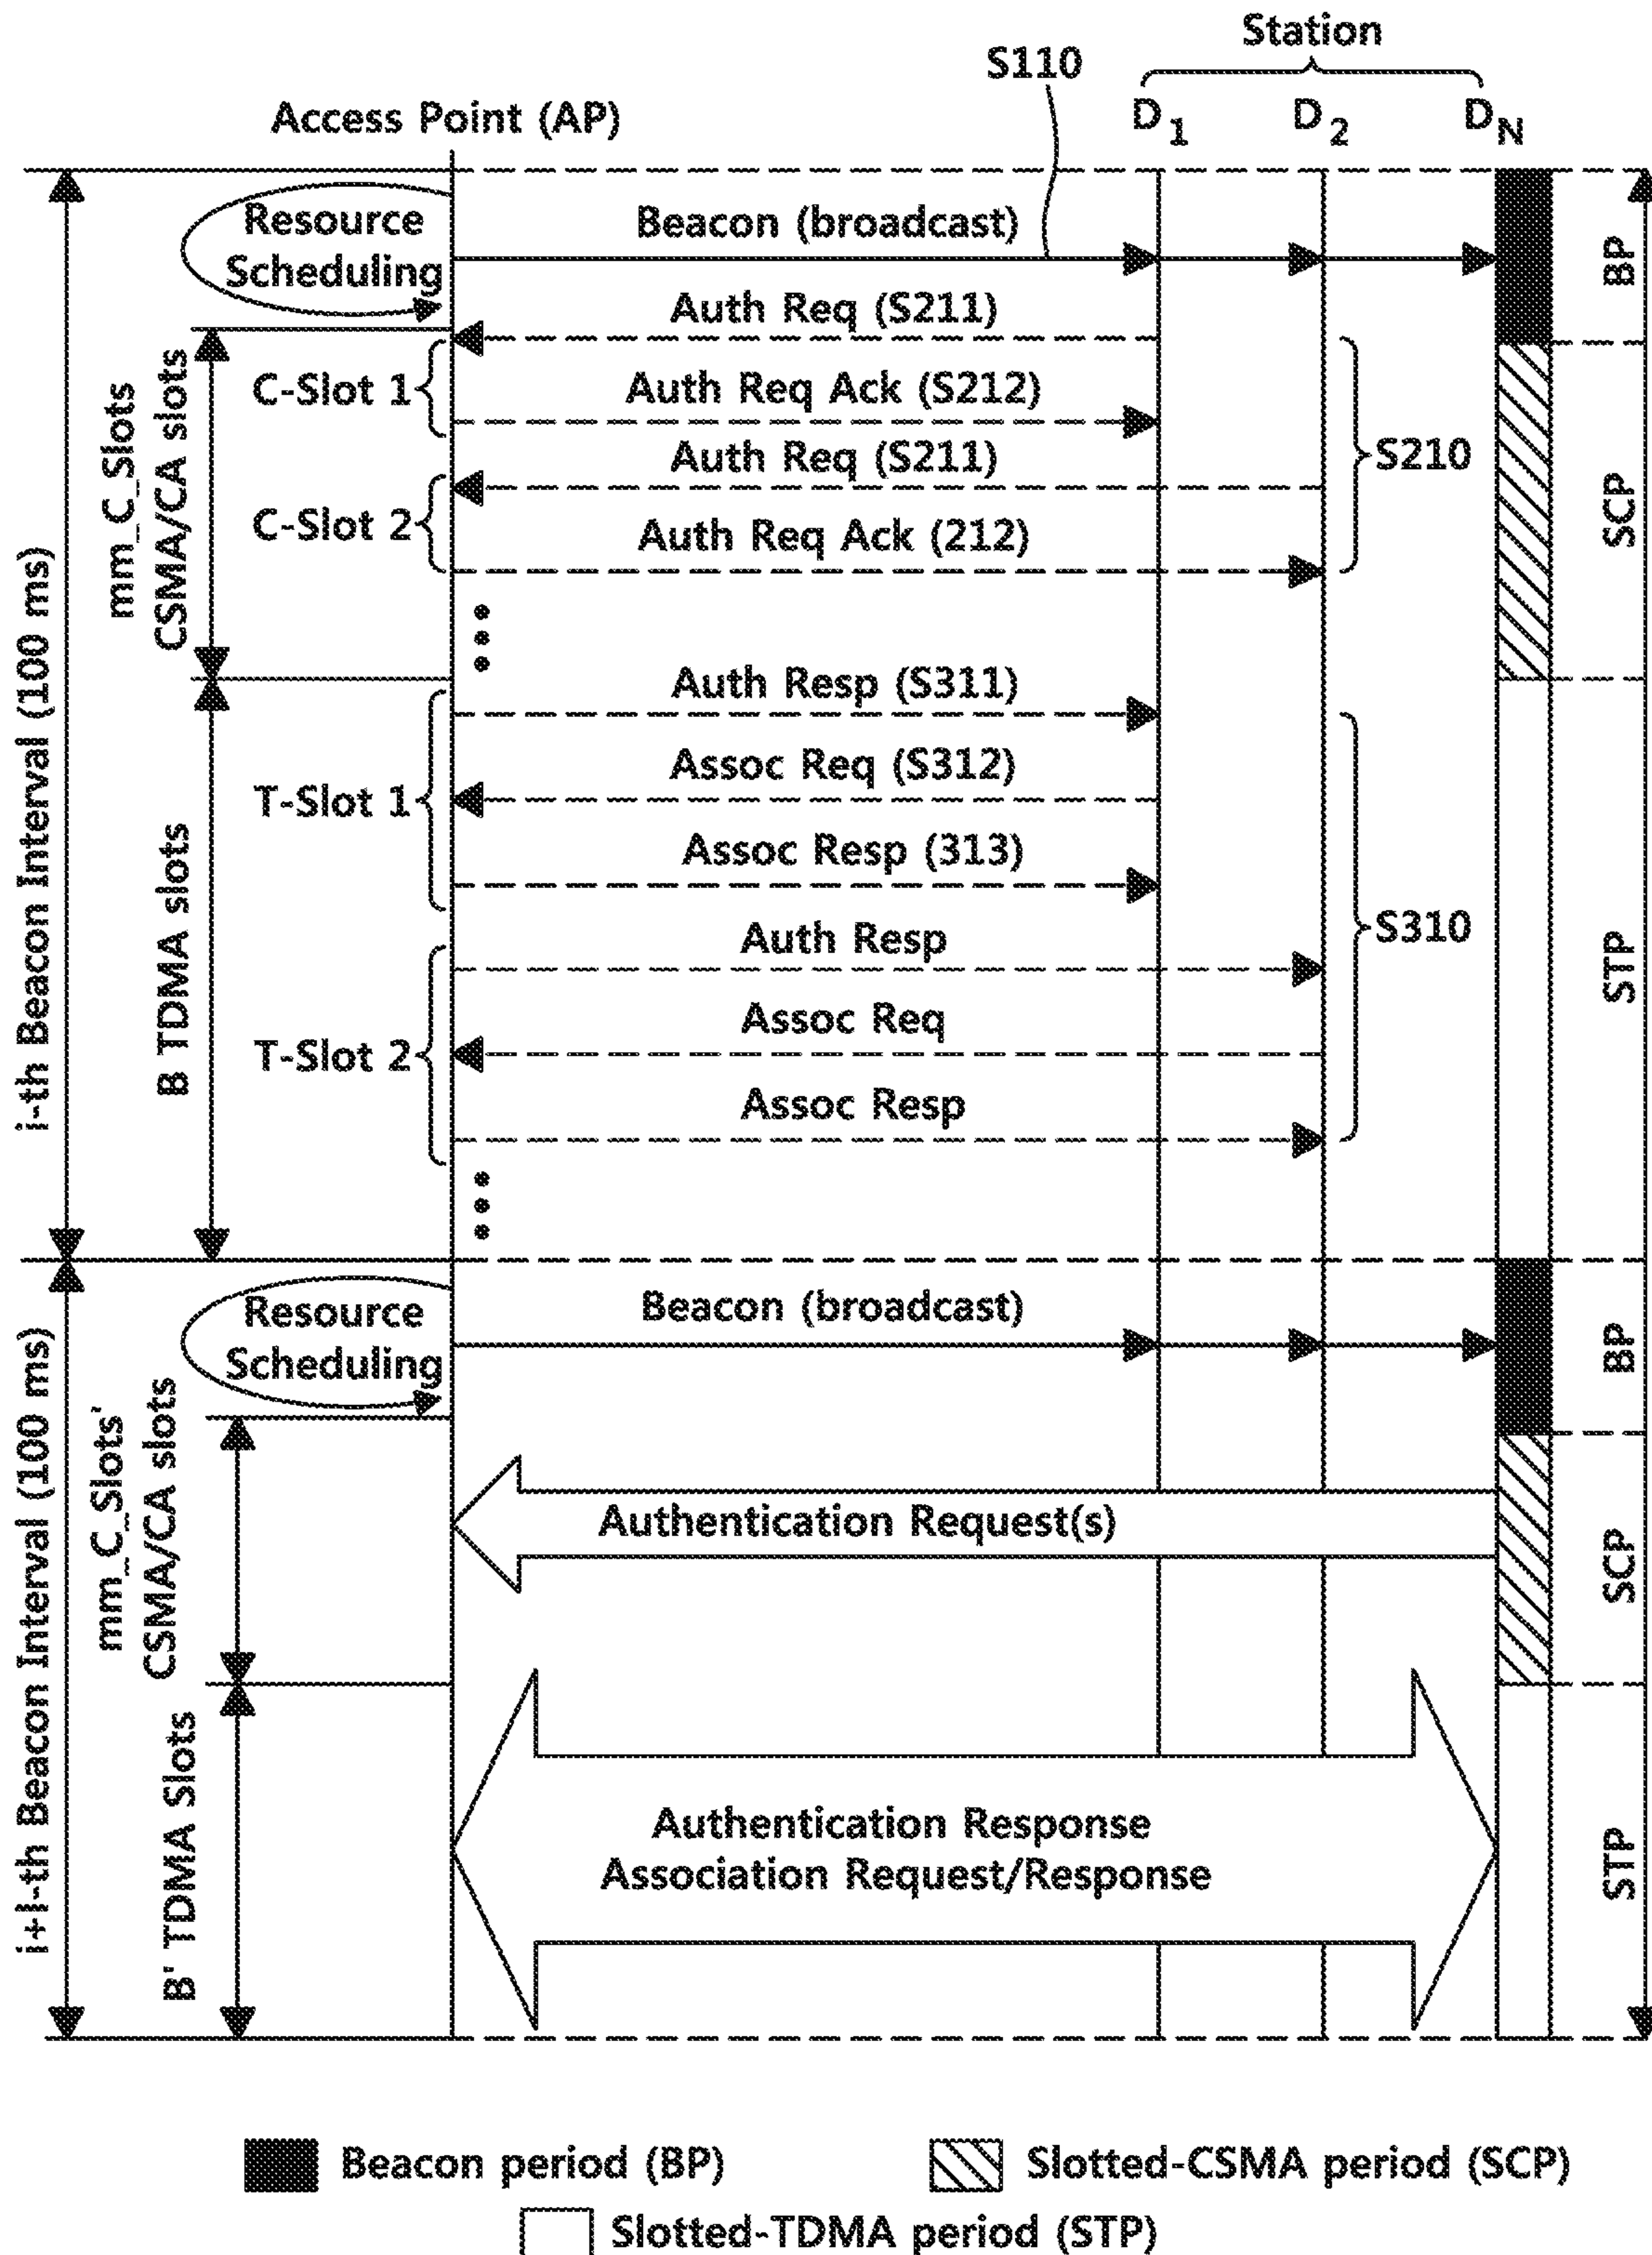 Station
S110
Access Point (AP)
D1
D2
DN
Resource
Scheduling
Beacon (broadcast)
BP
Auth Req (S211)
C-Slot 1
Auth Req Ack (S212)
Auth Req (S211)
S210
C-Slot 2
Auth Req Ack (212)
SCP
mm_C_Slots
CSMA/CA slots
i-th Beacon Interval (100 ms)
Auth Resp (S311)
Assoc Req (S312)
T-Slot 1
Assoc Resp (313)
S310
Auth Resp
Assoc Req
T-Slot 2
Assoc Resp
B TDMA slots
STP
Resource
Scheduling
Beacon (broadcast)
BP
mm_C_Slots'
CSMA/CA slots
i+l-th Beacon Interval (100 ms)
Authentication Request(s)
SCP
B' TDMA Slots
Authentication Response
Association Request/Response
STP
Beacon period (BP)
Slotted-CSMA period (SCP)
Slotted-TDMA period (STP)